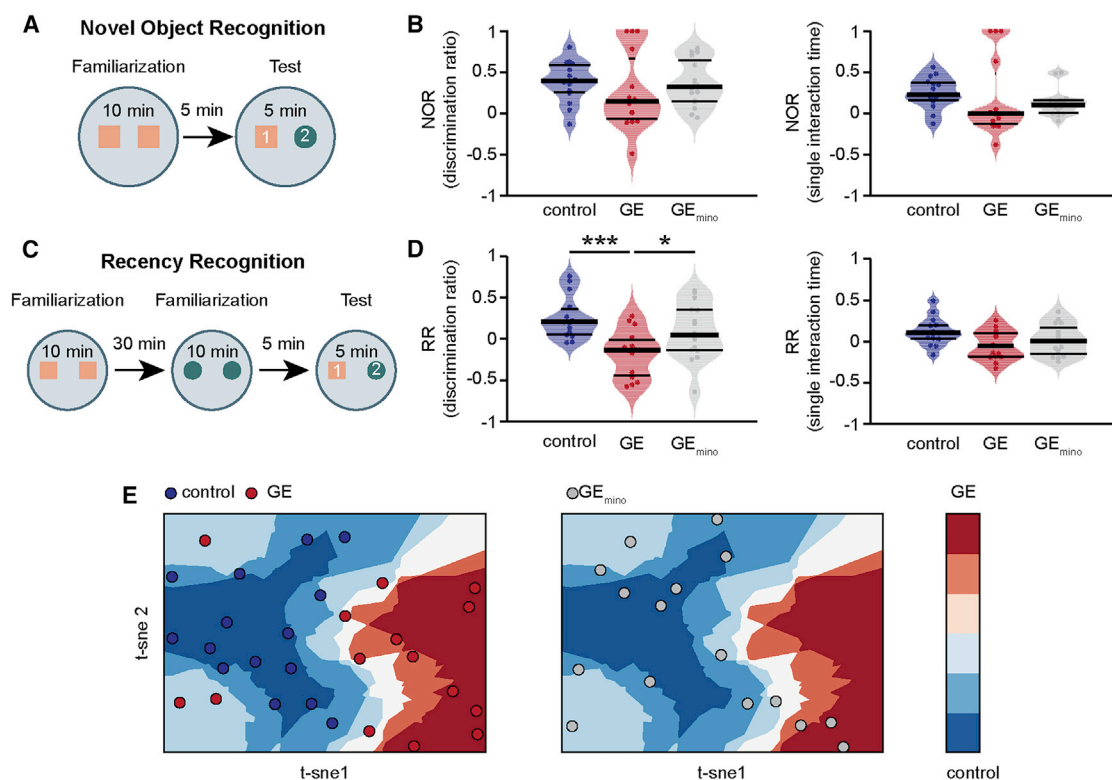 A
Novel Object Recognition
Familiarization
Test
10 min
5 min
5 min
1
2
B
NOR
(discrimination ratio)
1
0.5
0
-0.5
-1
control
GE
GEmino
NOR
(single interaction time)
1
0.5
0
-0.5
-1
control
GE
GEmino
C
Recency Recognition
Familiarization
Familiarization
Test
10 min
30 min
10 min
5 min
5 min
1
2
D
***
*
RR
(discrimination ratio)
1
0.5
0
-0.5
-1
control
GE
GEmino
RR
(single interaction time)
1
0.5
0
-0.5
-1
control
GE
GEmino
E
control
GE
t-sne 2
t-sne1
GEmino
t-sne1
GE
control